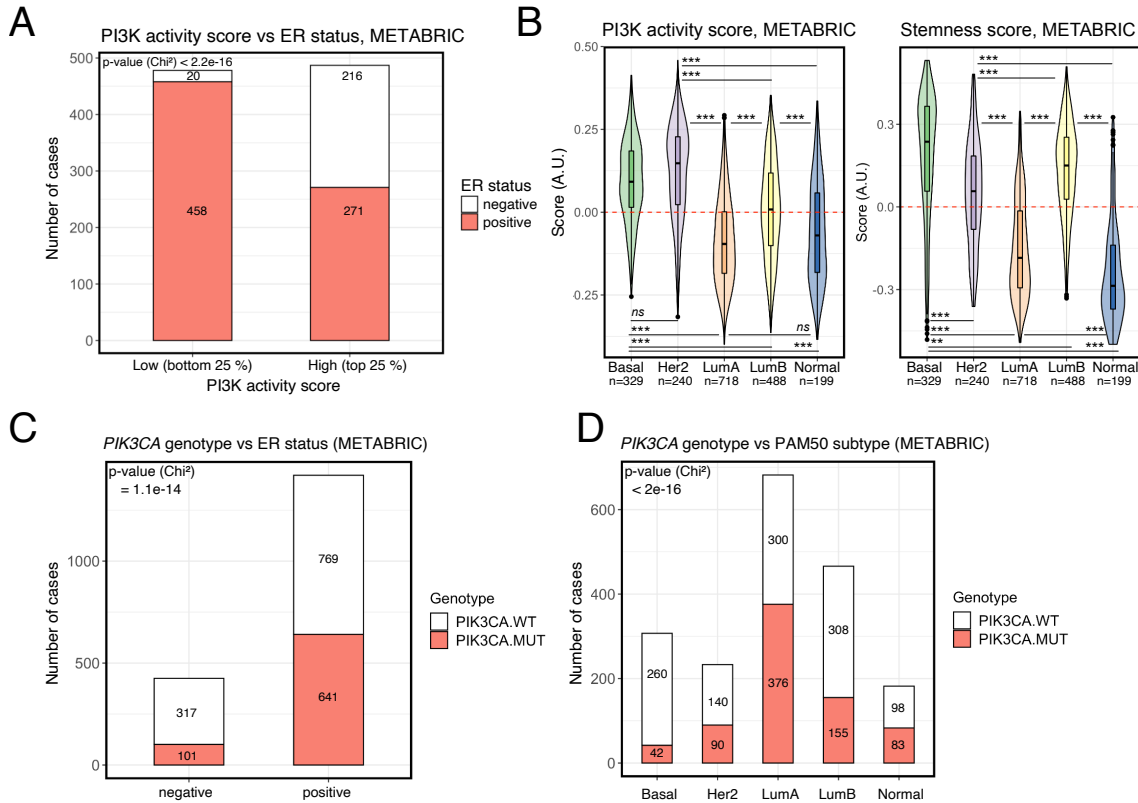 A
PI3K activity score vs ER status, METABRIC
p-value (Chi²) < 2.2e-16
20
216
458
271
500
400
300
200
100
0
Number of cases
Low (bottom 25 %)
High (top 25 %)
PI3K activity score
ER status
negative
positive
B
PI3K activity score, METABRIC
0.50
0.25
0.00
0.25
Score (A.U.)
***
***
***
***
***
ns
***
ns
***
***
Basal
Her2
LumA
LumB
Normal
n=329
n=240
n=718
n=488
n=199
Stemness score, METABRIC
0.3
0.0
-0.3
Score (A.U.)
***
***
***
***
***
***
***
***
**
***
Basal
Her2
LumA
LumB
Normal
n=329
n=240
n=718
n=488
n=199
C
PIK3CA genotype vs ER status (METABRIC)
p-value (Chi²)
= 1.1e-14
1000
500
0
Number of cases
317
101
769
641
negative
positive
Genotype
PIK3CA.WT
PIK3CA.MUT
D
PIK3CA genotype vs PAM50 subtype (METABRIC)
p-value (Chi²)
< 2e-16
600
400
200
0
Number of cases
260
42
140
90
300
376
308
155
98
83
Basal
Her2
LumA
LumB
Normal
Genotype
PIK3CA.WT
PIK3CA.MUT